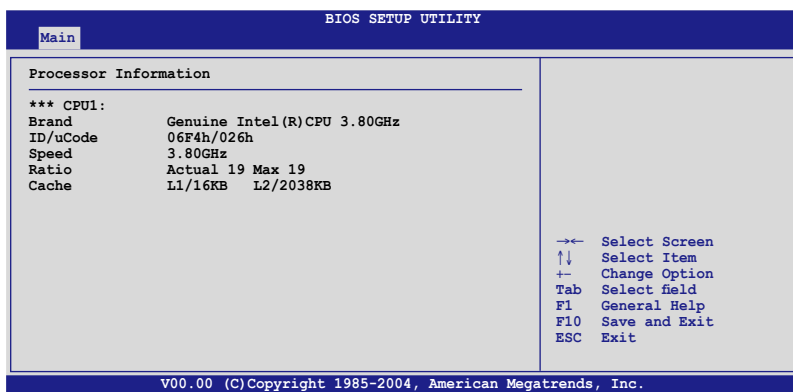 BIOS SETUP UTILITY
Main
Processor Information
*** CPU1:
Brand Genuine Intel(R)CPU 3.80GHz
ID/uCode 06F4h/026h
Speed 3.80GHz
Ratio Actual 19 Max 19
Cache L1/16KB L2/2038KB
→← Select Screen
↑↓ Select Item
+- Change Option
Tab Select field
F1 General Help
F10 Save and Exit
ESC Exit
V00.00 (C)Copyright 1985-2004, American Megatrends, Inc.